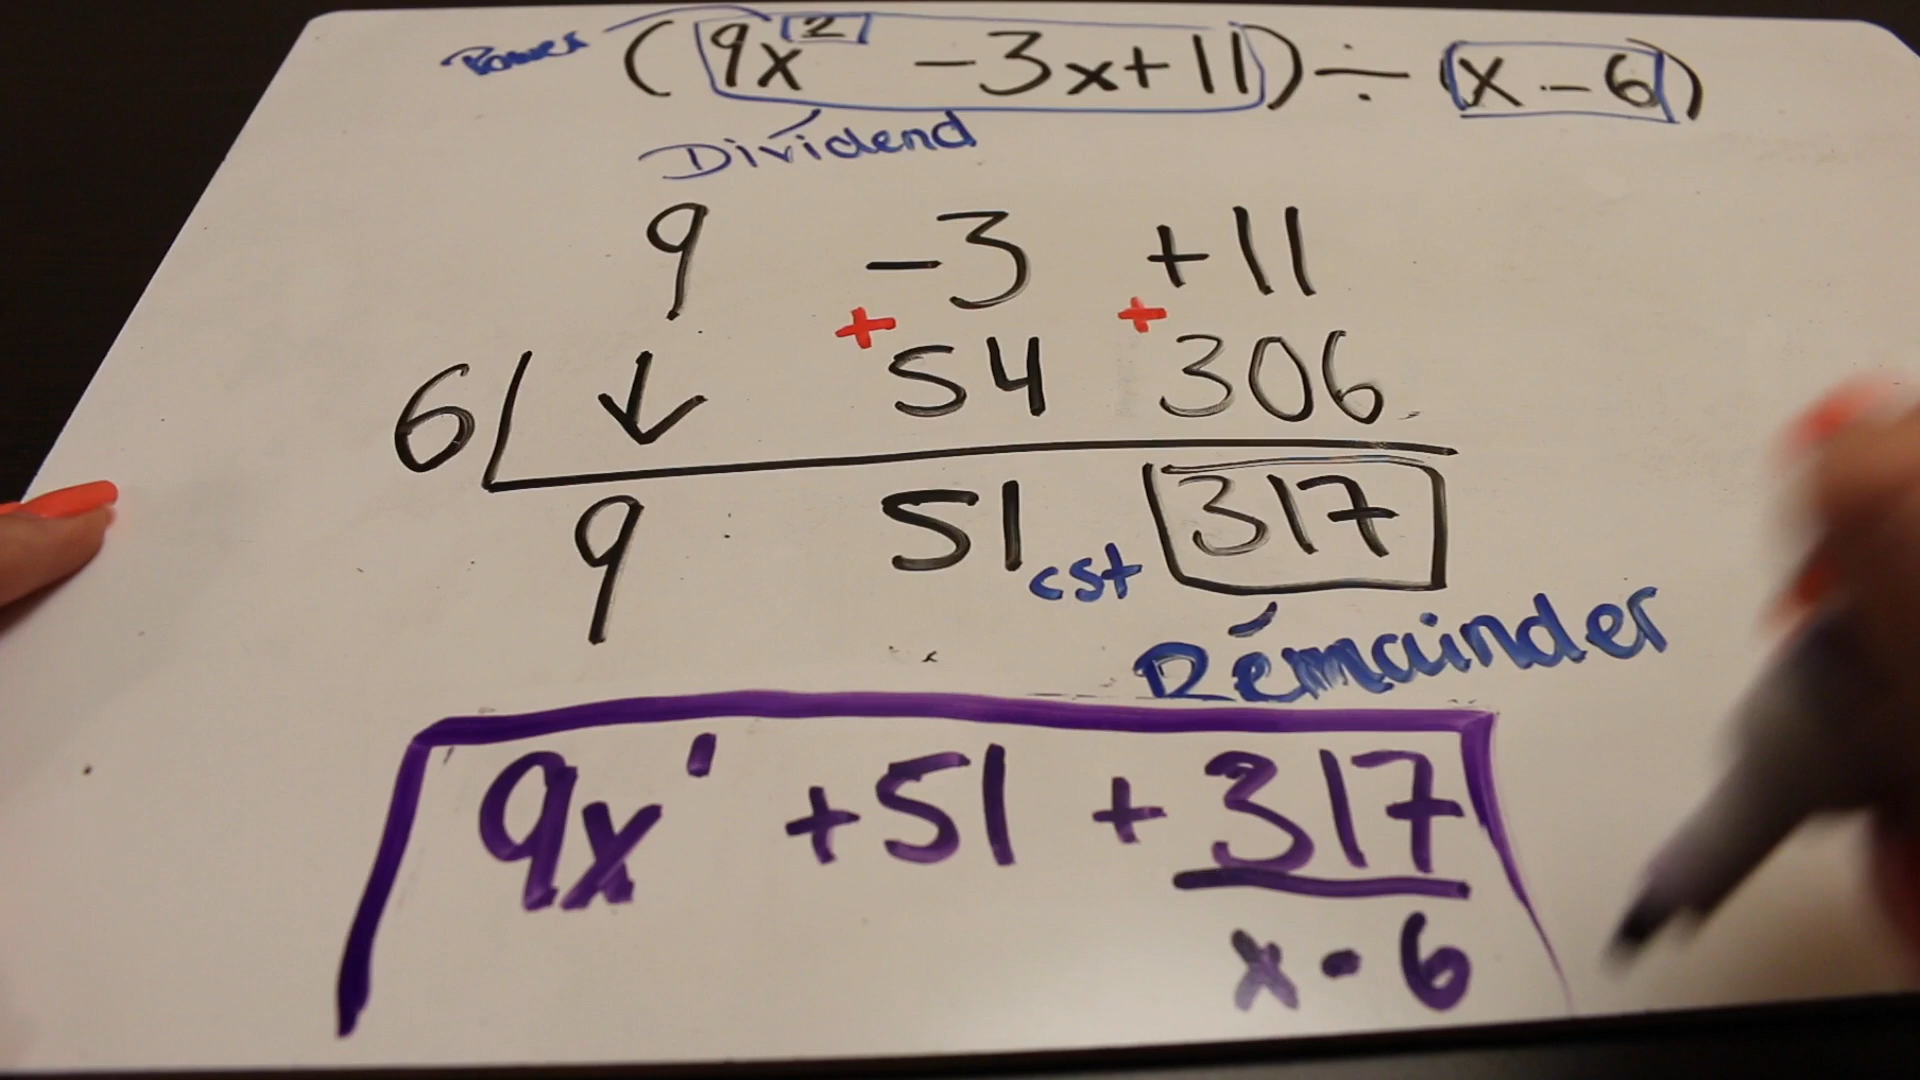 Power (9x² -3x+11) ÷ (x-6)
Dividend
9 -3 +11
+ +
6 ↓ 54 306
9 51 cst 317
Remainder
9x¹ +51 + 317
x-6